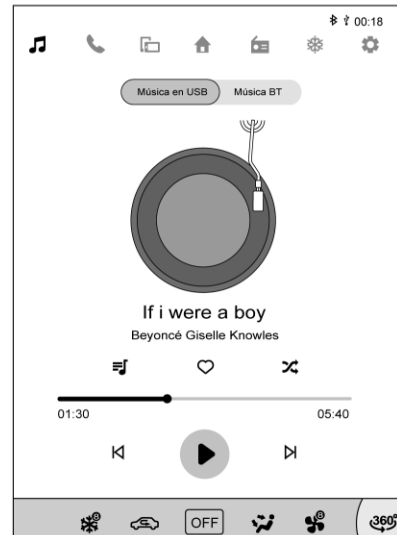 00:18
Música en USB Música BT
If i were a boy
Beyoncé Giselle Knowles
01:30 05:40
OFF 360°